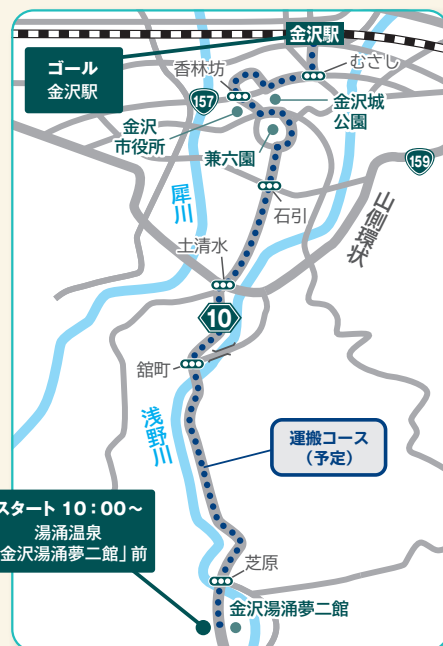 金沢駅
ゴール
金沢駅
香林坊
むさし
157
金沢
市役所
金沢城
公園
兼六園
159
犀川
石引
山側環状
土清水
10
舘町
浅野川
運搬コース
(予定)
スタート 10:00~
湯涌温泉
金沢湯涌夢二館」前
芝原
金沢湯涌夢二館